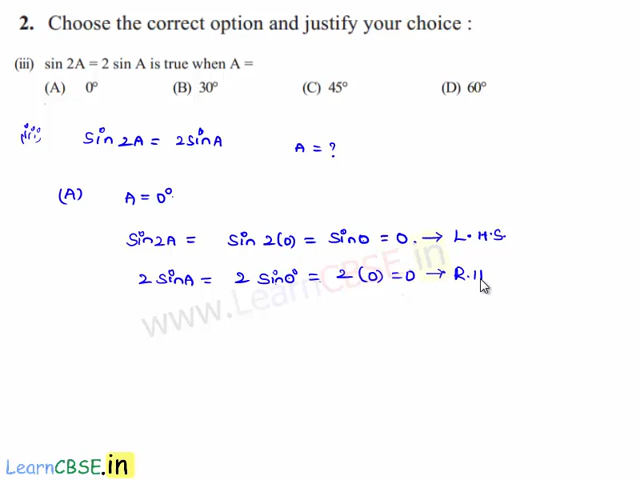 2. Choose the correct option and justify your choice :
(iii) sin 2A = 2 sin A is true when A =
(A) 0° (B) 30° (C) 45° (D) 60°
(iii) Sin 2A = 2 Sin A A = ?
(A) A = 0°
Sin 2A = Sin 2(0) = Sin 0 = 0. → L.H.S.
2 Sin A = 2 Sin 0° = 2 (0) = 0 → R.H
www.LearnCBSE.in
LearnCBSE.in